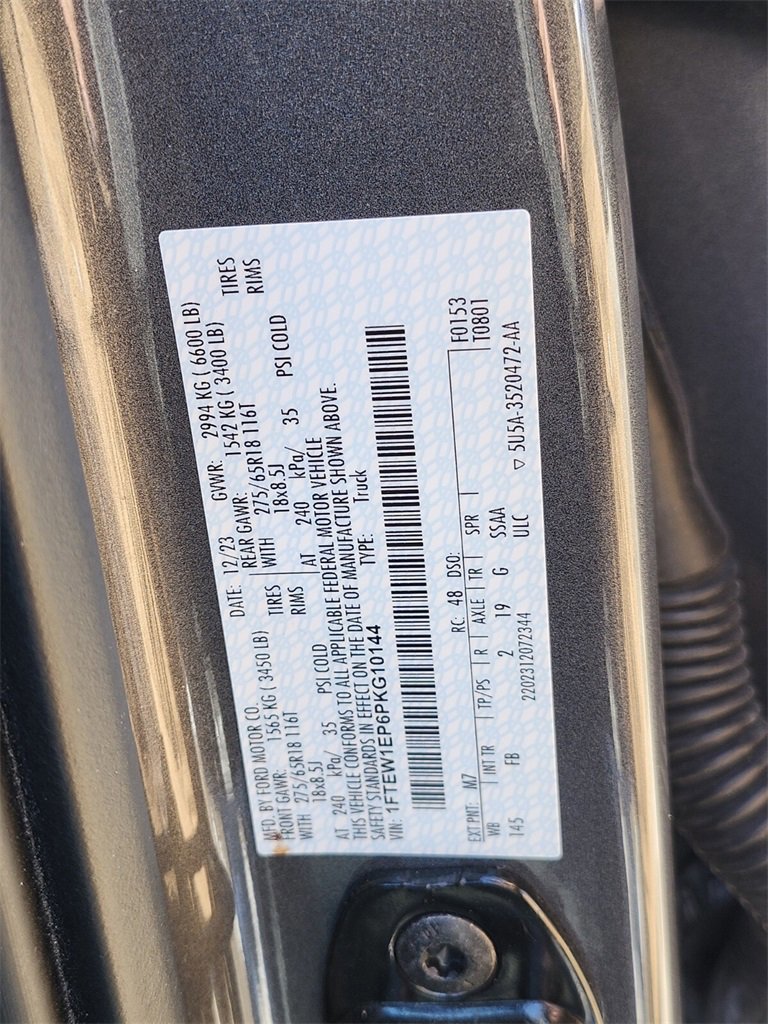 MFD. BY FORD MOTOR CO. DATE: 12/23 GVWR: 2994 KG ( 6600 LB)
FRONT GAWR: 1565 KG ( 3450 LB) REAR GAWR: 1542 KG ( 3400 LB)
WITH 275/65R18 116T TIRES WITH 275/65R18 116T TIRES
18x8.5J RIMS 18x8.5J RIMS
AT 240 kPa/ 35 PSI COLD AT 240 kPa/ 35 PSI COLD
THIS VEHICLE CONFORMS TO ALL APPLICABLE FEDERAL MOTOR VEHICLE
SAFETY STANDARDS IN EFFECT ON THE DATE OF MANUFACTURE SHOWN ABOVE.
VIN: 1FTEW1EP6PKG10144 TYPE: Truck
F0153
EXT PNT: M7 RC: 48 DSO: T0801
WB INT TR TP/PS R AXLE TR SPR
145 FB 2 19 G SSAA
2202312072344 ULC ▽ 5U5A-3520472-AA